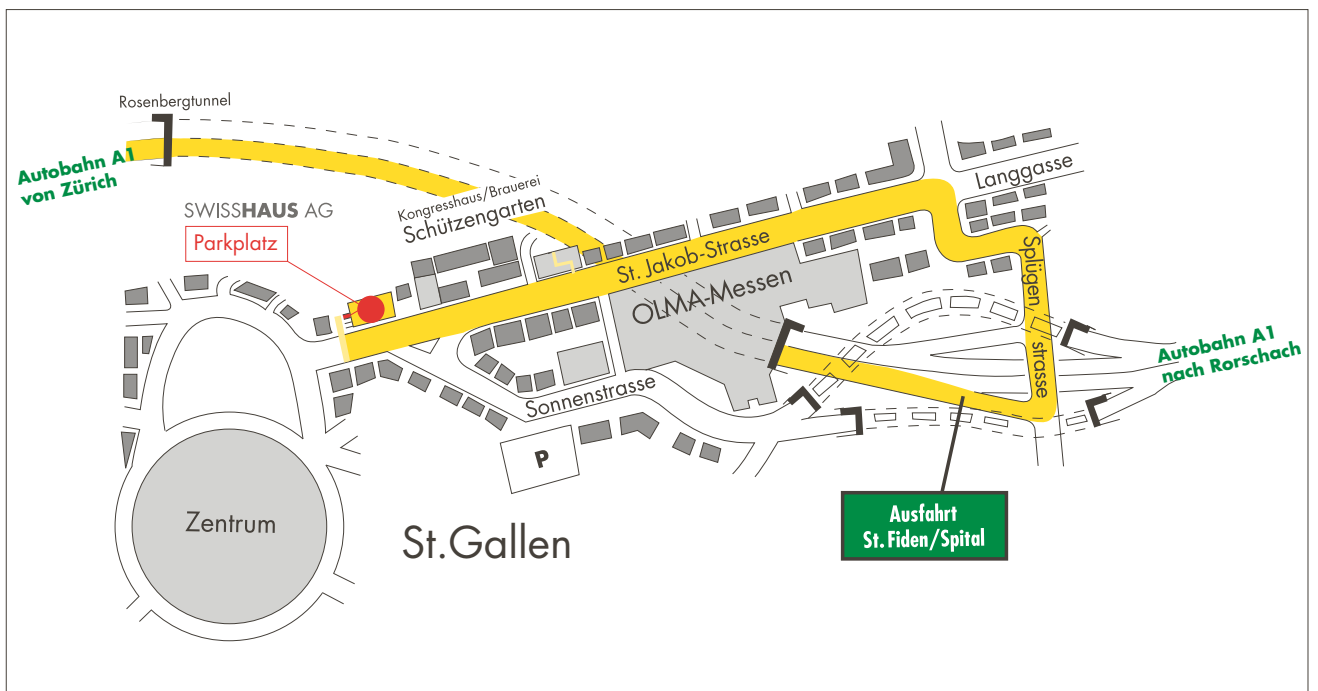 Rosenbergtunnel
Autobahn A1
von Zürich
SWISSHAUS AG
Parkplatz
Kongresshaus/Brauerei
Schützengarten
St. Jakob-Strasse
OLMA-Messen
Langgasse
Splügen,
strasse
Autobahn A1
nach Rorschach
Sonnenstrasse
P
Zentrum
St.Gallen
Ausfahrt
St. Fiden/Spital